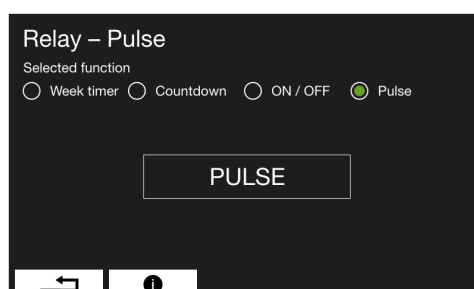 Relay – Pulse
Selected function
Week timer Countdown ON / OFF Pulse
PULSE